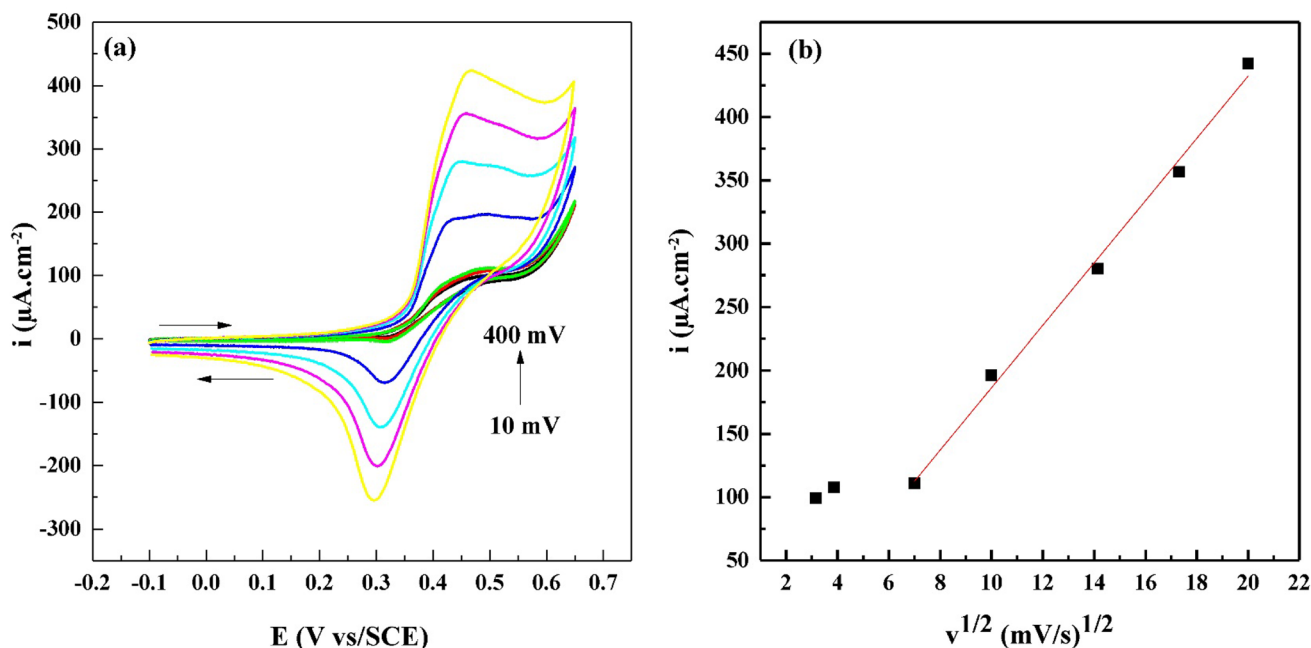 (a)
500
400
300
200
100
0
-100
-200
-300
i (µA.cm-2)
-0.2 -0.1 0.0 0.1 0.2 0.3 0.4 0.5 0.6 0.7
E (V vs/SCE)
400 mV
10 mV
(b)
450
400
350
300
250
200
150
100
50
i (µA.cm-2)
2 4 6 8 10 12 14 16 18 20 22
v1/2 (mV/s)1/2